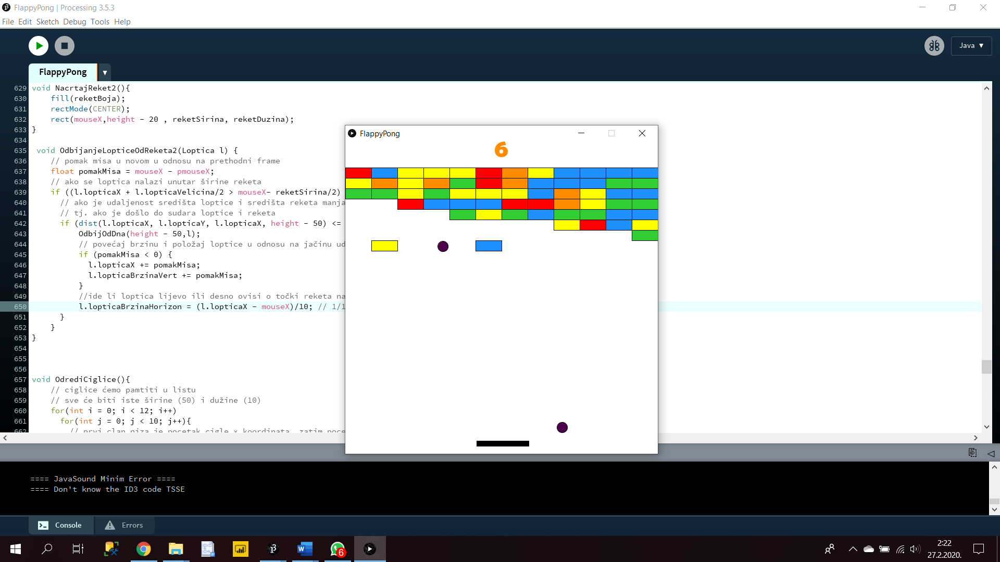 FlappyPong | Processing 3.5.3
File Edit Sketch Debug Tools Help
Java ▼
FlappyPong ▼
629 void NacrtajReket2(){
630     fill(reketBoja);
631     rectMode(CENTER);
632     rect(mouseX,height - 20 , reketSirina, reketDuzina);
633 }
634
635  void OdbijanjeLopticeOdReketa2(Loptica l) {
636     // pomak misa u novom u odnosu na prethodni frame
637     float pomakMisa = mouseX - pmouseX;
638     // ako se loptica nalazi unutar širine reketa
639     if ((l.lopticaX + l.lopticaVelicina/2 > mouseX- reketSirina/2)
640       // ako je udaljenost središta loptice i središta reketa manja
641       // tj. ako je došlo do sudara loptice i reketa
642       if (dist(l.lopticaX, l.lopticaY, l.lopticaX, height - 50) <=
643           OdbijOdDna(height - 50,l);
644           // povećaj brzinu i položaj loptice u odnosu na jačinu ud
645           if (pomakMisa < 0) {
646             l.lopticaX += pomakMisa;
647             l.lopticaBrzinaVert += pomakMisa;
648           }
649           //ide li loptica lijevo ili desno ovisi o točki reketa na
650           l.lopticaBrzinaHorizon = (l.lopticaX - mouseX)/10; // 1/1
651       }
652     }
653 }
654
655
656
657 void OdrediCiglice(){
658     // ciglice ćemo pamtiti u listu
659     // sve će biti iste širine (50) i dužine (10)
660     for(int i = 0; i < 12; i++)
661       for(int j = 0; j < 10; j++){
662         // prvi clan niza je pocetak cigle x koordinata, zatim poce
FlappyPong
6
==== JavaSound Minim Error ====
==== Don't know the ID3 code TSSE
Console
Errors
6
2:22
27.2.2020.